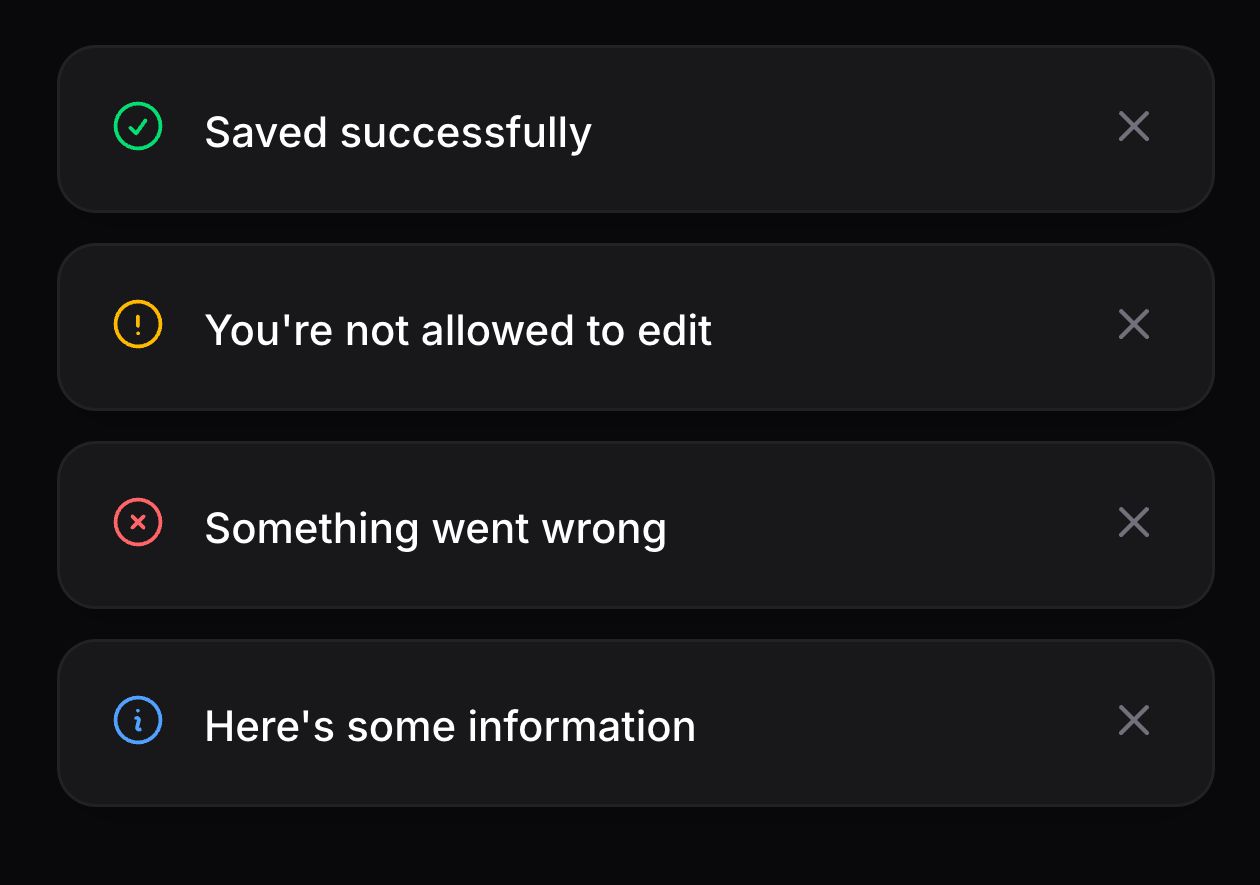 Saved successfully
You're not allowed to edit
Something went wrong
Here's some information